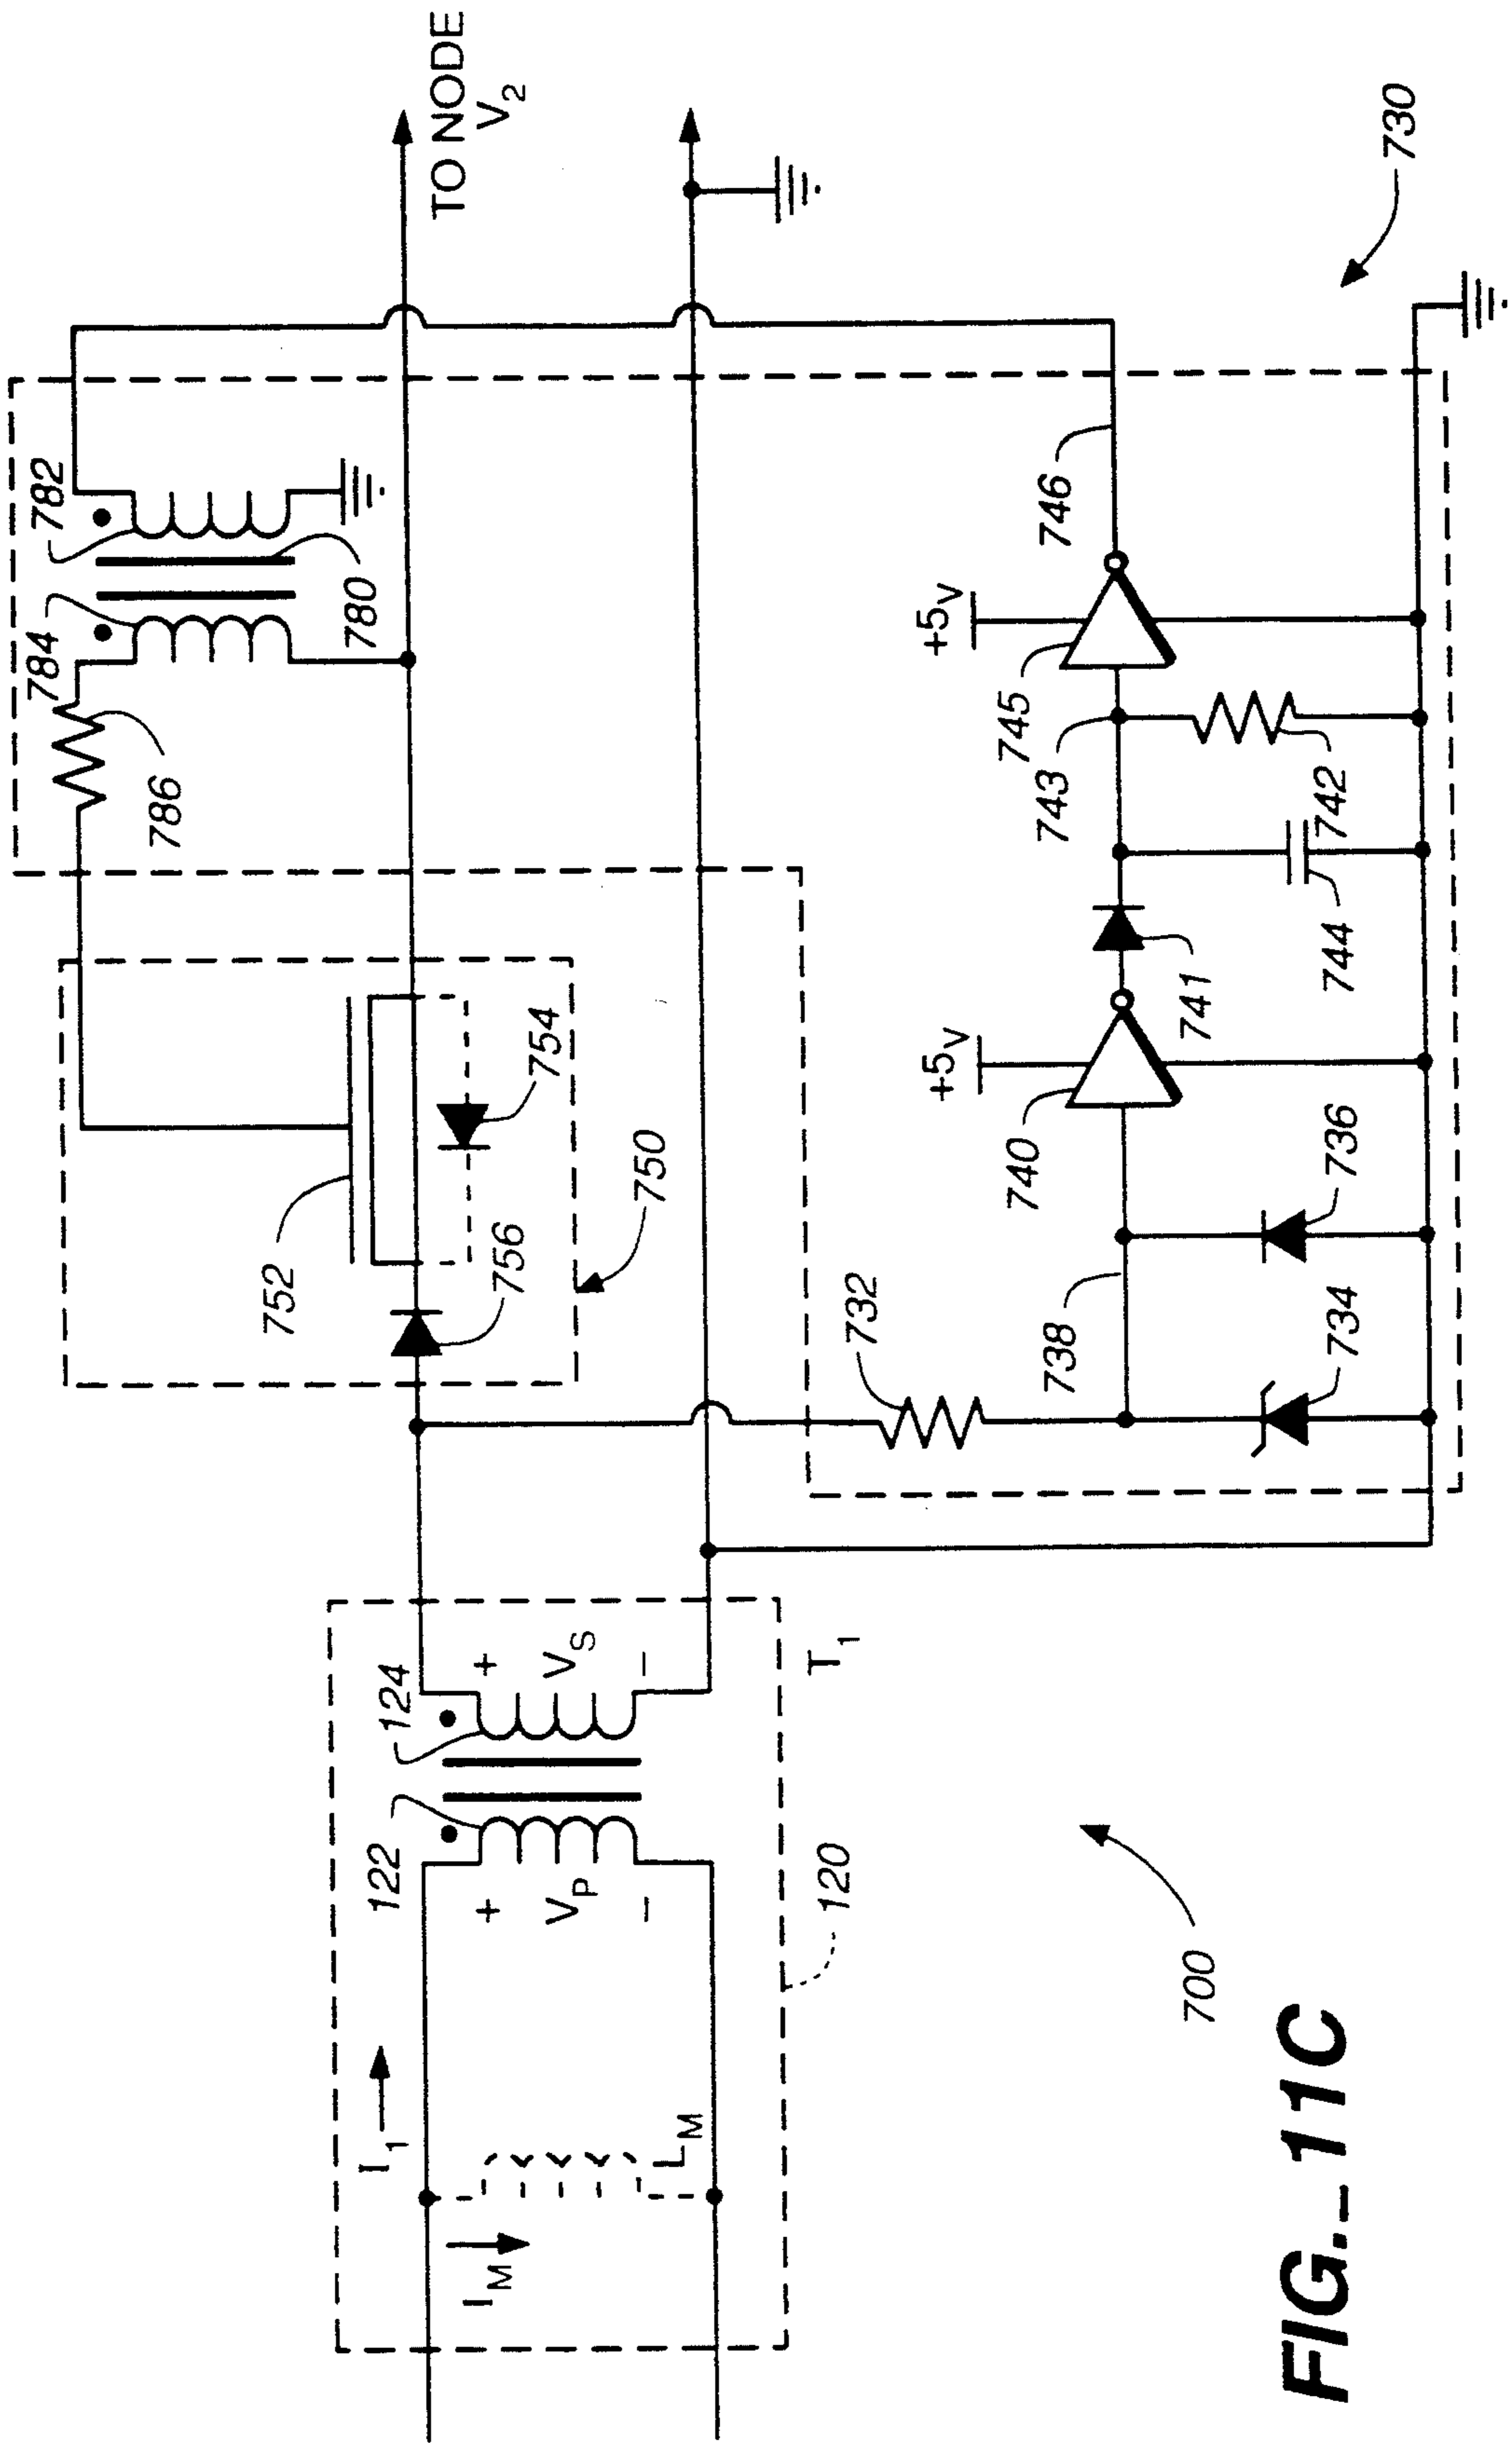 TO NODE
V2
730
782
784
780
786
746
+5V
745
743
742
744
741
+5V
740
754
750
752
756
736
732
738
734
124
+
VS
−
T1
122
+
VP
−
120
I1
LM
IM
700
FIG._11C